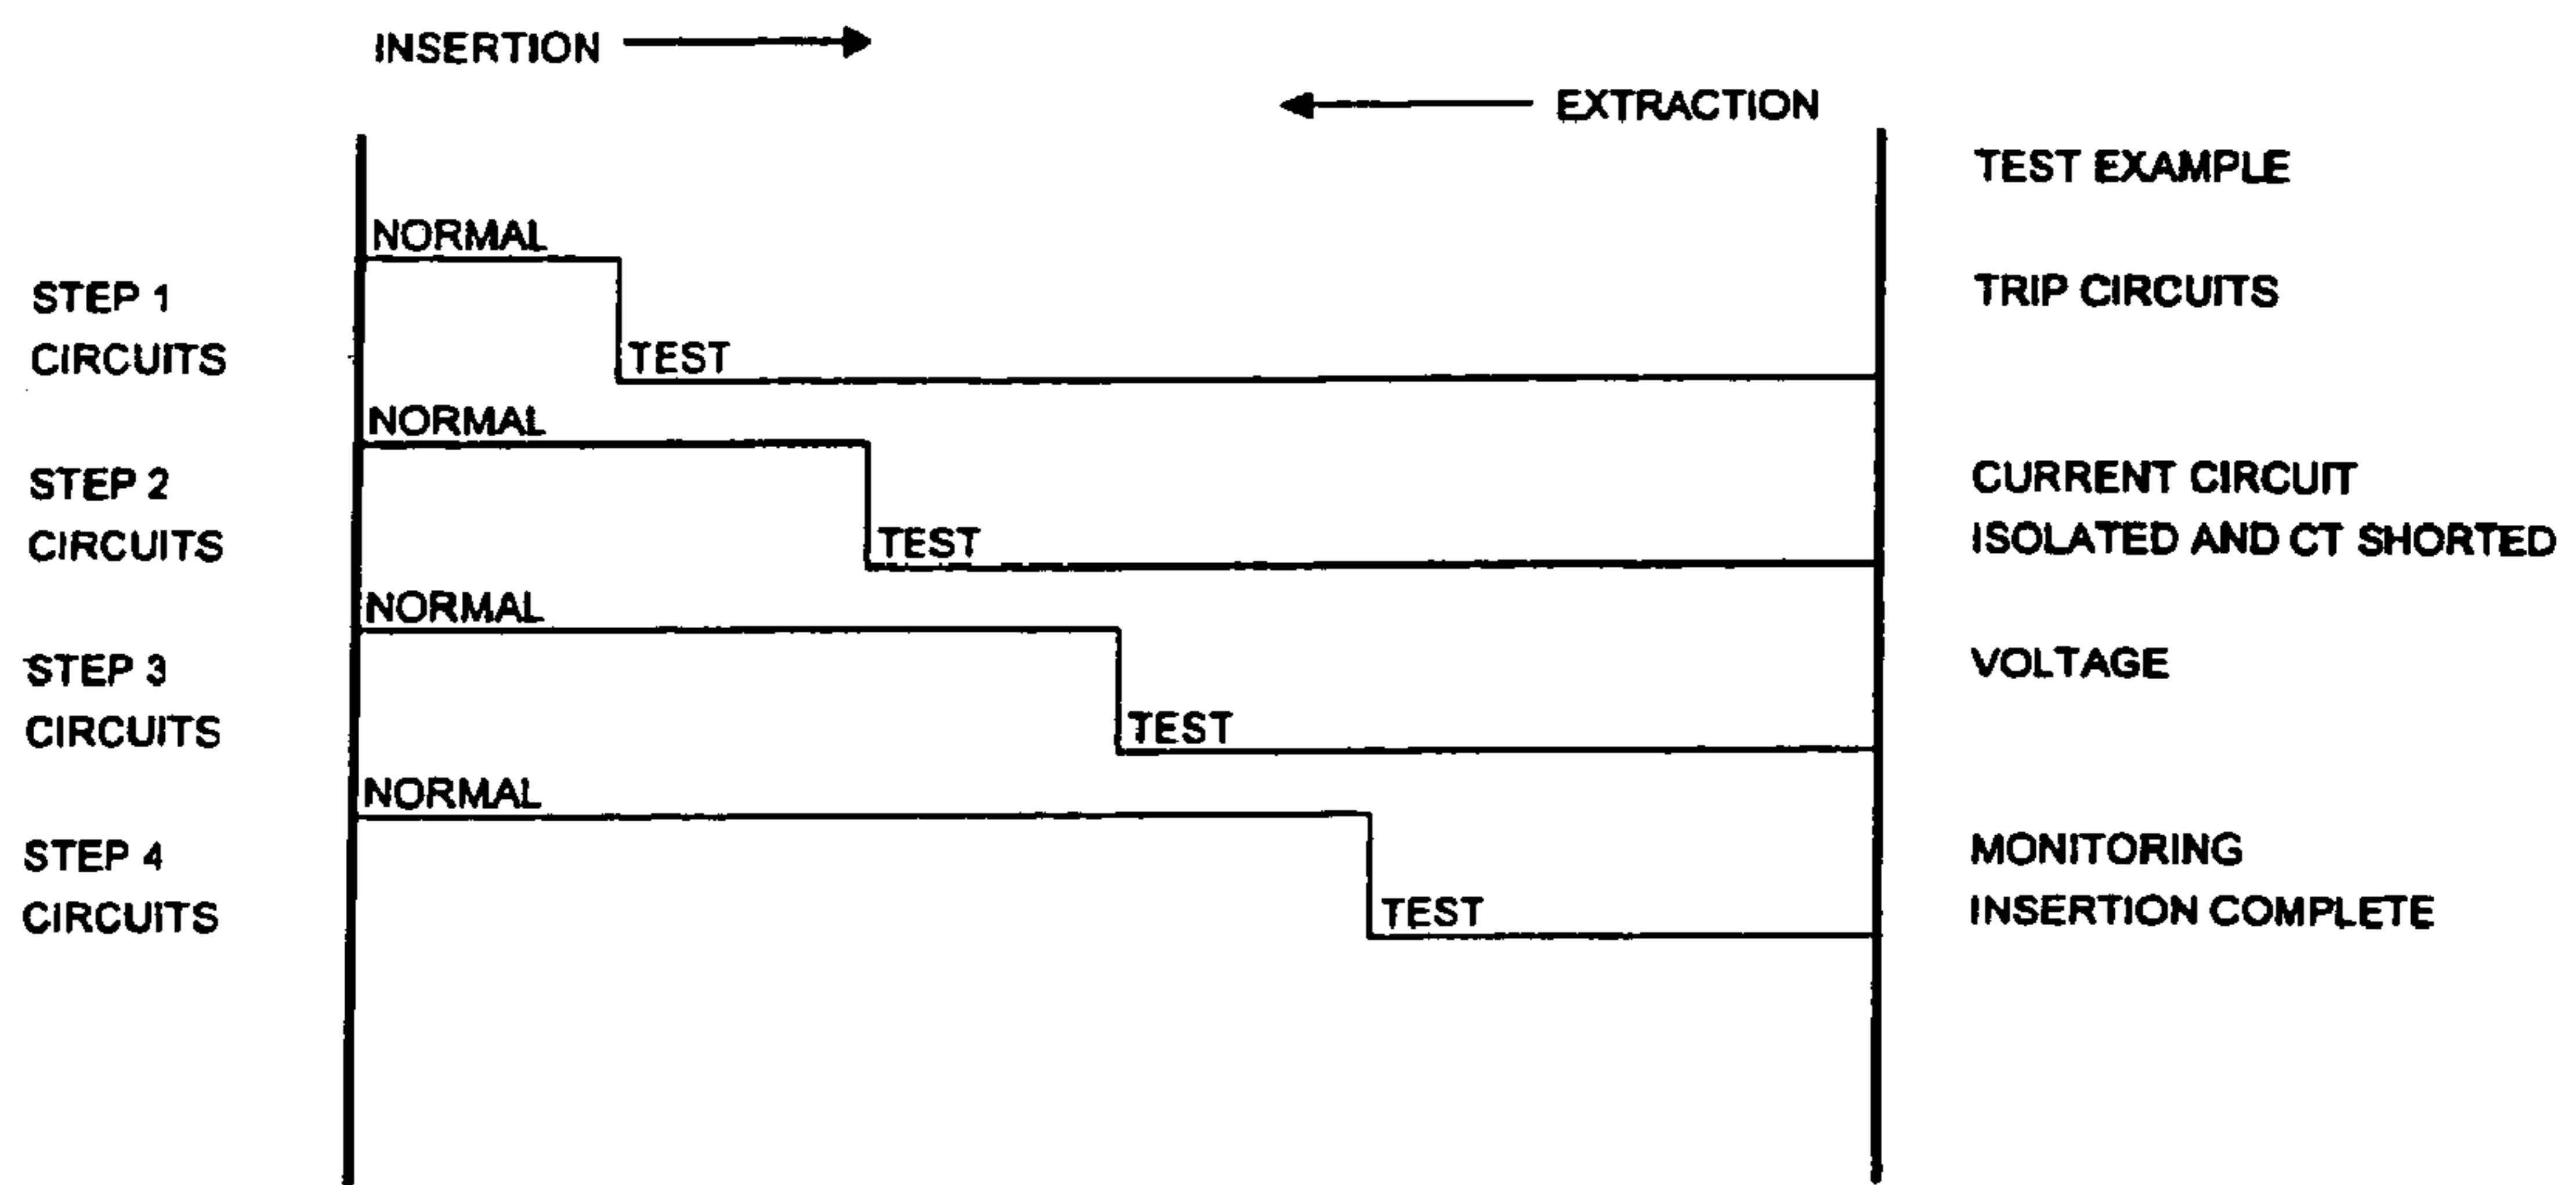 INSERTION
EXTRACTION
TEST EXAMPLE
NORMAL
STEP 1
CIRCUITS
TEST
TRIP CIRCUITS
NORMAL
STEP 2
CIRCUITS
TEST
CURRENT CIRCUIT
ISOLATED AND CT SHORTED
NORMAL
STEP 3
CIRCUITS
TEST
VOLTAGE
NORMAL
STEP 4
CIRCUITS
TEST
MONITORING
INSERTION COMPLETE